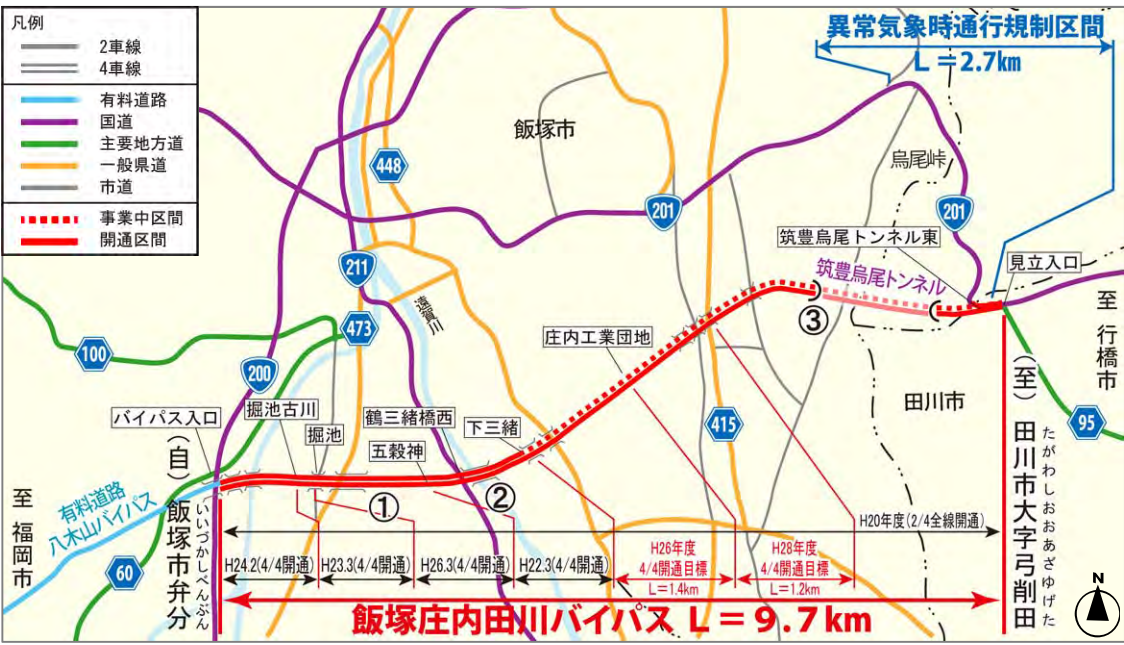 凡例
2車線
4車線
有料道路
国道
主要地方道
一般県道
市道
事業中区間
開通区間
異常気象時通行規制区間
L=2.7km
飯塚市
448
烏尾峠
201
201
筑豊烏尾トンネル東
見立入口
211
筑豊烏尾トンネル
遠賀川
至 行橋市
473
③
100
庄内工業団地
200
田川市
鶴三緒橋西
掘池古川
下三緒
バイパス入口
掘池
五穀神
415
95
(自)飯塚市弁分
いいづかしべんぶん
(至)田川市大字弓削田
たがわしおおあざゆげた
至 福岡市
有料道路
八木山バイパス
①
②
H20年度(2/4全線開通)
60
H24.2(4/4開通)
H23.3(4/4開通)
H26.3(4/4開通)
H22.3(4/4開通)
H26年度
4/4開通目標
L=1.4km
H28年度
4/4開通目標
L=1.2km
飯塚庄内田川バイパス L=9.7km
N